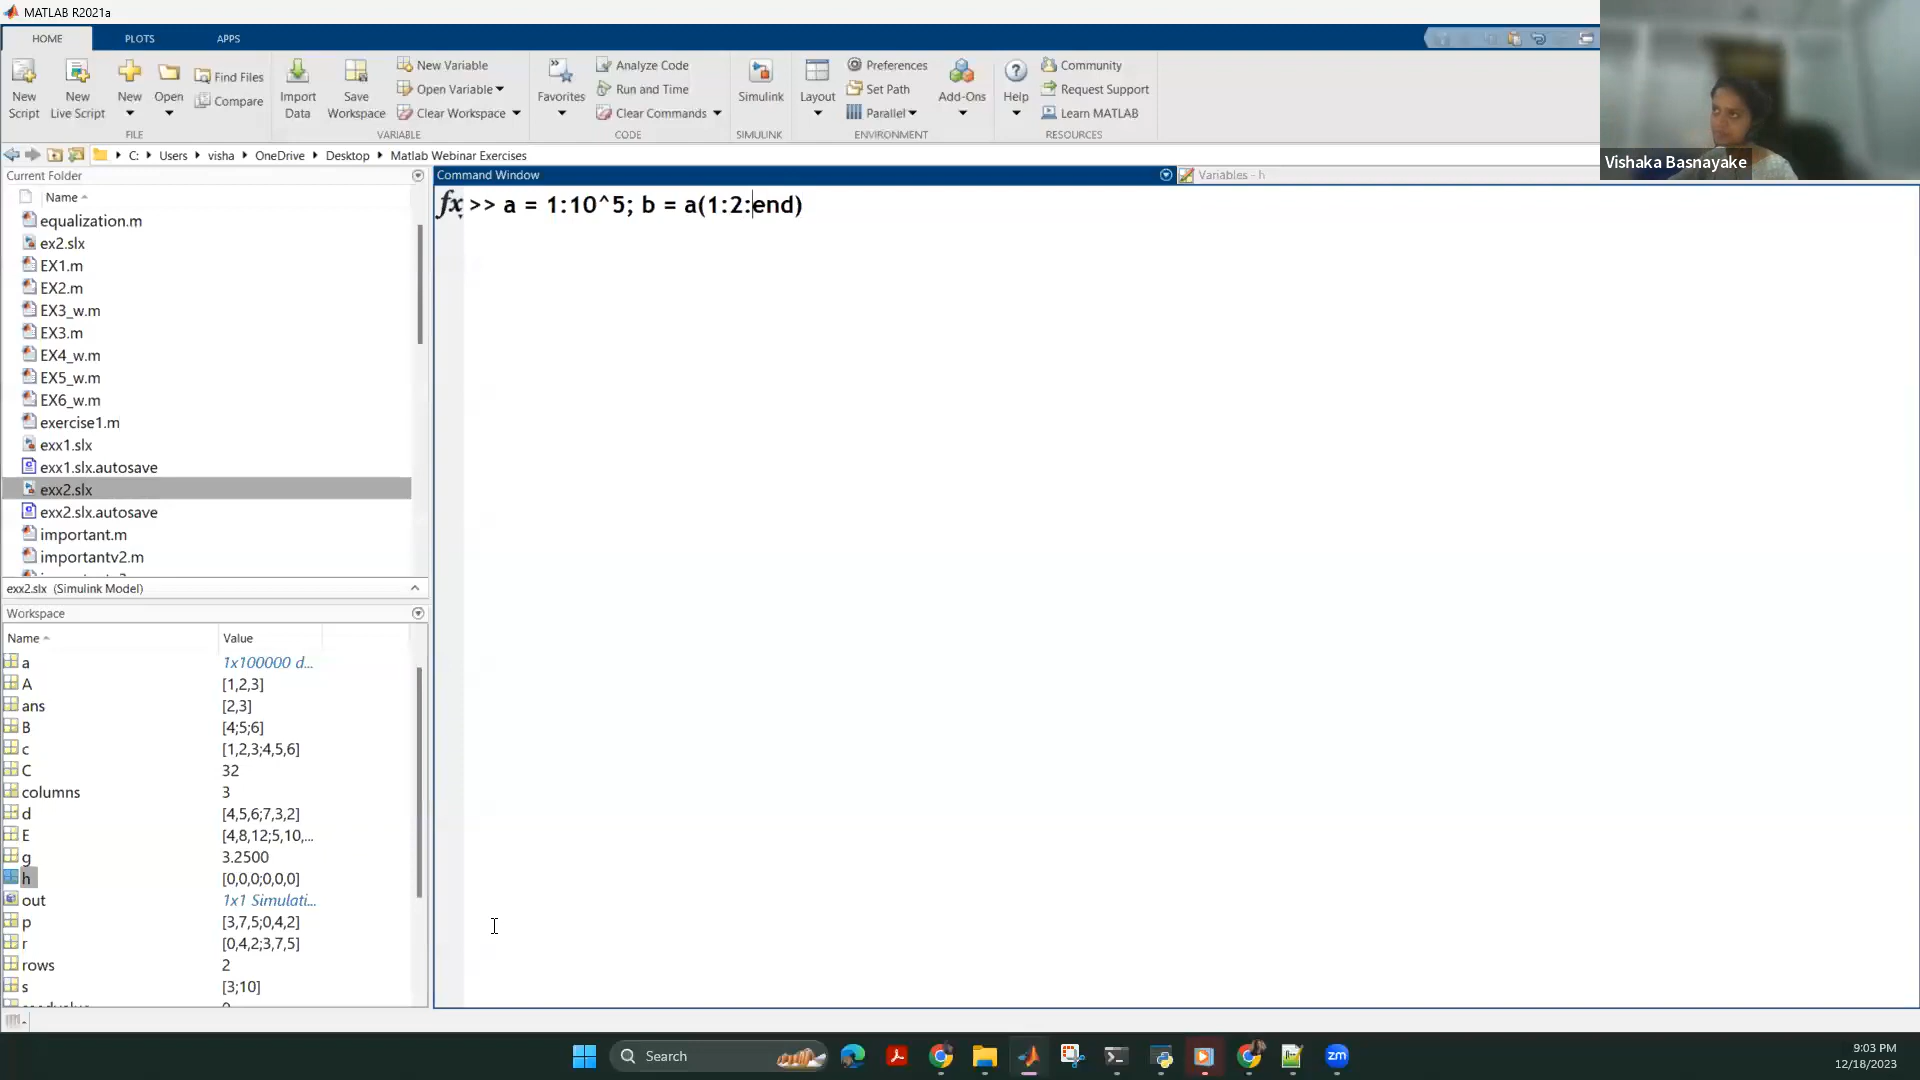 MATLAB R2021a
HOME PLOTS APPS
New Script
New Live Script
New
Open
Find Files
Compare
Import Data
Save Workspace
New Variable
Open Variable
Clear Workspace
Favorites
Analyze Code
Run and Time
Clear Commands
Simulink
Layout
Preferences
Set Path
Parallel
Add-Ons
Help
Community
Request Support
Learn MATLAB
FILE VARIABLE CODE SIMULINK ENVIRONMENT RESOURCES
Vishaka Basnayake
C: Users visha OneDrive Desktop Matlab Webinar Exercises
Current Folder
Name
equalization.m
ex2.slx
EX1.m
EX2.m
EX3_w.m
EX3.m
EX4_w.m
EX5_w.m
EX6_w.m
exercise1.m
exx1.slx
exx1.slx.autosave
exx2.slx
exx2.slx.autosave
important.m
importantv2.m
exx2.slx (Simulink Model)
Workspace
Name Value
a 1x100000 d...
A [1,2,3]
ans [2,3]
B [4;5;6]
c [1,2,3;4,5,6]
C 32
columns 3
d [4,5,6;7,3,2]
E [4,8,12;5,10,...
g 3.2500
h [0,0,0;0,0,0]
out 1x1 Simulati...
p [3,7,5;0,4,2]
r [0,4,2;3,7,5]
rows 2
s [3;10]
Command Window
Variables - h
fx >> a = 1:10^5; b = a(1:2:end)
Search
zm
9:03 PM
12/18/2023